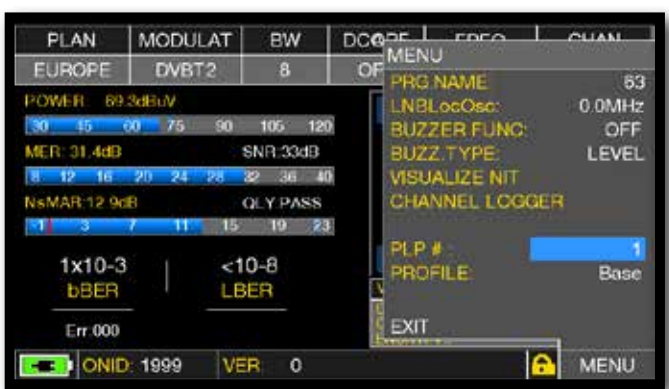 PLAN MODULAT BW
EUROPE DVBT2 8
POWER: 69.3dBuV
30 45 60 75 90 105 120
MER: 31.4dB SNR:33dB
8 12 16 20 24 28 32 36 40
NsMAR:12.9dB QLY:PASS
-1 3 7 11 15 19 23
1x10-3 <10-8
bBER LBER
Err:000
ONID: 1999 VER: 0 MENU
MENU
PRG.NAME 63
LNBLocOsc: 0.0MHz
BUZZER FUNC: OFF
BUZZ.TYPE: LEVEL
VISUALIZE NIT
CHANNEL LOGGER
PLP # : 1
PROFILE: Base
EXIT